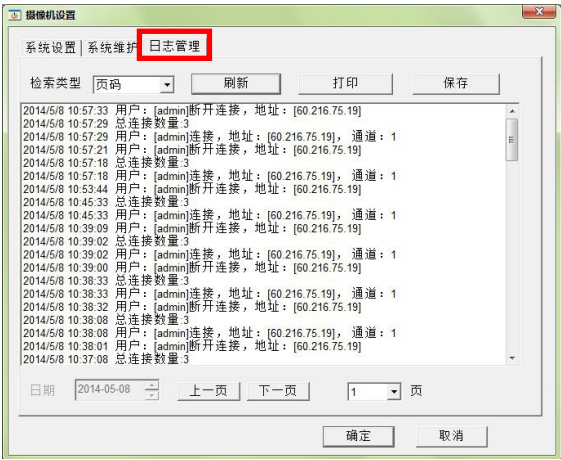 摄像机设置
系统设置 系统维护 日志管理
检索类型 页码 刷新 打印 保存
2014/5/8 10:57:33 用户：[admin]断开连接，地址：[60.216.75.19]
2014/5/8 10:57:29 总连接数量:3
2014/5/8 10:57:29 用户：[admin]连接，地址：[60.216.75.19]，通道：1
2014/5/8 10:57:21 用户：[admin]断开连接，地址：[60.216.75.19]
2014/5/8 10:57:18 总连接数量:3
2014/5/8 10:57:18 用户：[admin]连接，地址：[60.216.75.19]，通道：1
2014/5/8 10:53:44 用户：[admin]断开连接，地址：[60.216.75.19]
2014/5/8 10:45:33 总连接数量:3
2014/5/8 10:45:33 用户：[admin]连接，地址：[60.216.75.19]，通道：1
2014/5/8 10:39:09 用户：[admin]断开连接，地址：[60.216.75.19]
2014/5/8 10:39:02 总连接数量:3
2014/5/8 10:39:02 用户：[admin]连接，地址：[60.216.75.19]，通道：1
2014/5/8 10:39:00 用户：[admin]断开连接，地址：[60.216.75.19]
2014/5/8 10:38:33 总连接数量:3
2014/5/8 10:38:33 用户：[admin]连接，地址：[60.216.75.19]，通道：1
2014/5/8 10:38:32 用户：[admin]断开连接，地址：[60.216.75.19]
2014/5/8 10:38:08 总连接数量:3
2014/5/8 10:38:08 用户：[admin]连接，地址：[60.216.75.19]，通道：1
2014/5/8 10:38:01 用户：[admin]断开连接，地址：[60.216.75.19]
2014/5/8 10:37:08 总连接数量:3
日期 2014-05-08 上一页 下一页 1 页
确定 取消